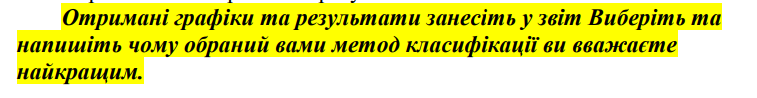 Отримані графіки та результати занесіть у звіт Виберіть та
напишіть чому обраний вами метод класифікації ви вважаєте
найкращим.